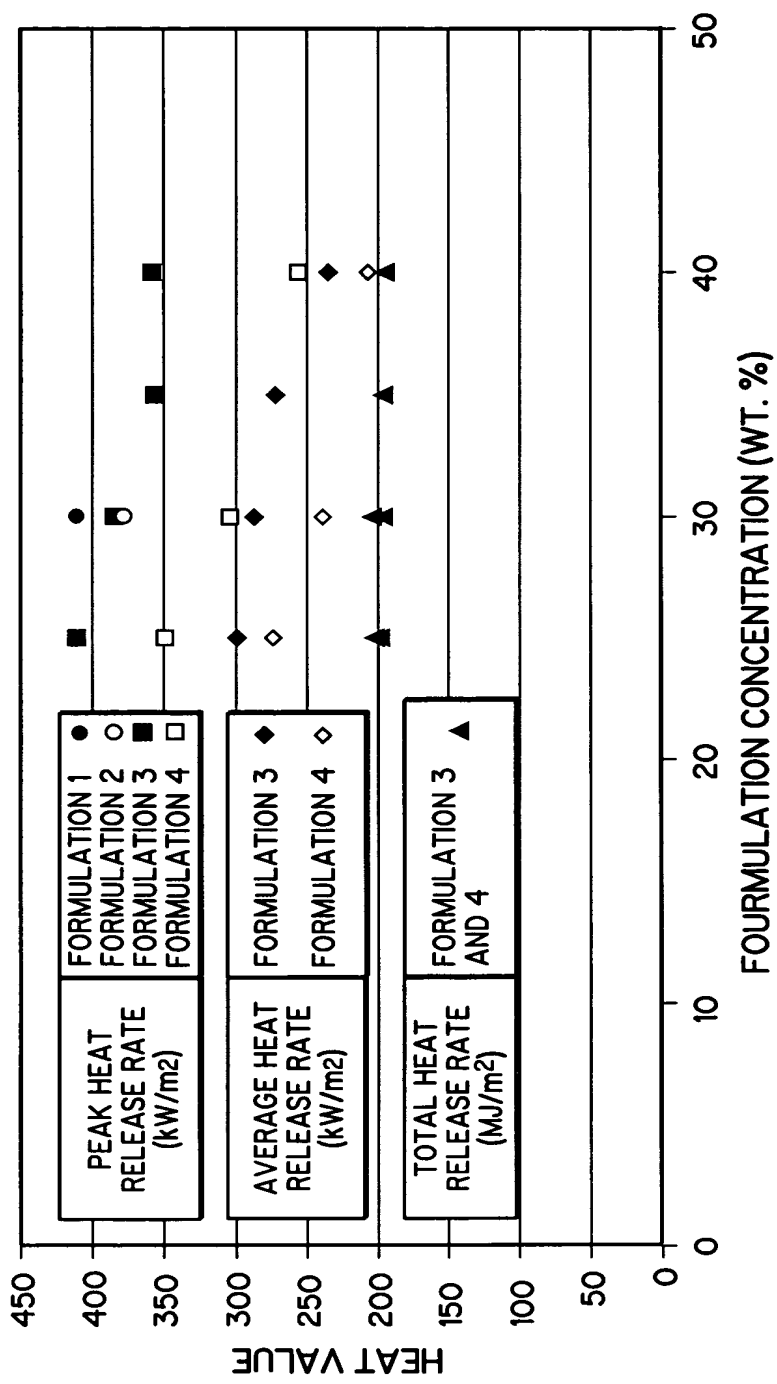 HEAT VALUE
450
400
350
300
250
200
150
100
50
0
PEAK HEAT
RELEASE RATE
(kW/m2)
FORMULATION 1
FORMULATION 2
FORMULATION 3
FORMULATION 4
AVERAGE HEAT
RELEASE RATE
(kW/m2)
FORMULATION 3
FORMULATION 4
TOTAL HEAT
RELEASE RATE
(MJ/m²)
FORMULATION 3
AND 4
0
10
20
30
40
50
FOURMULATION CONCENTRATION (WT. %)